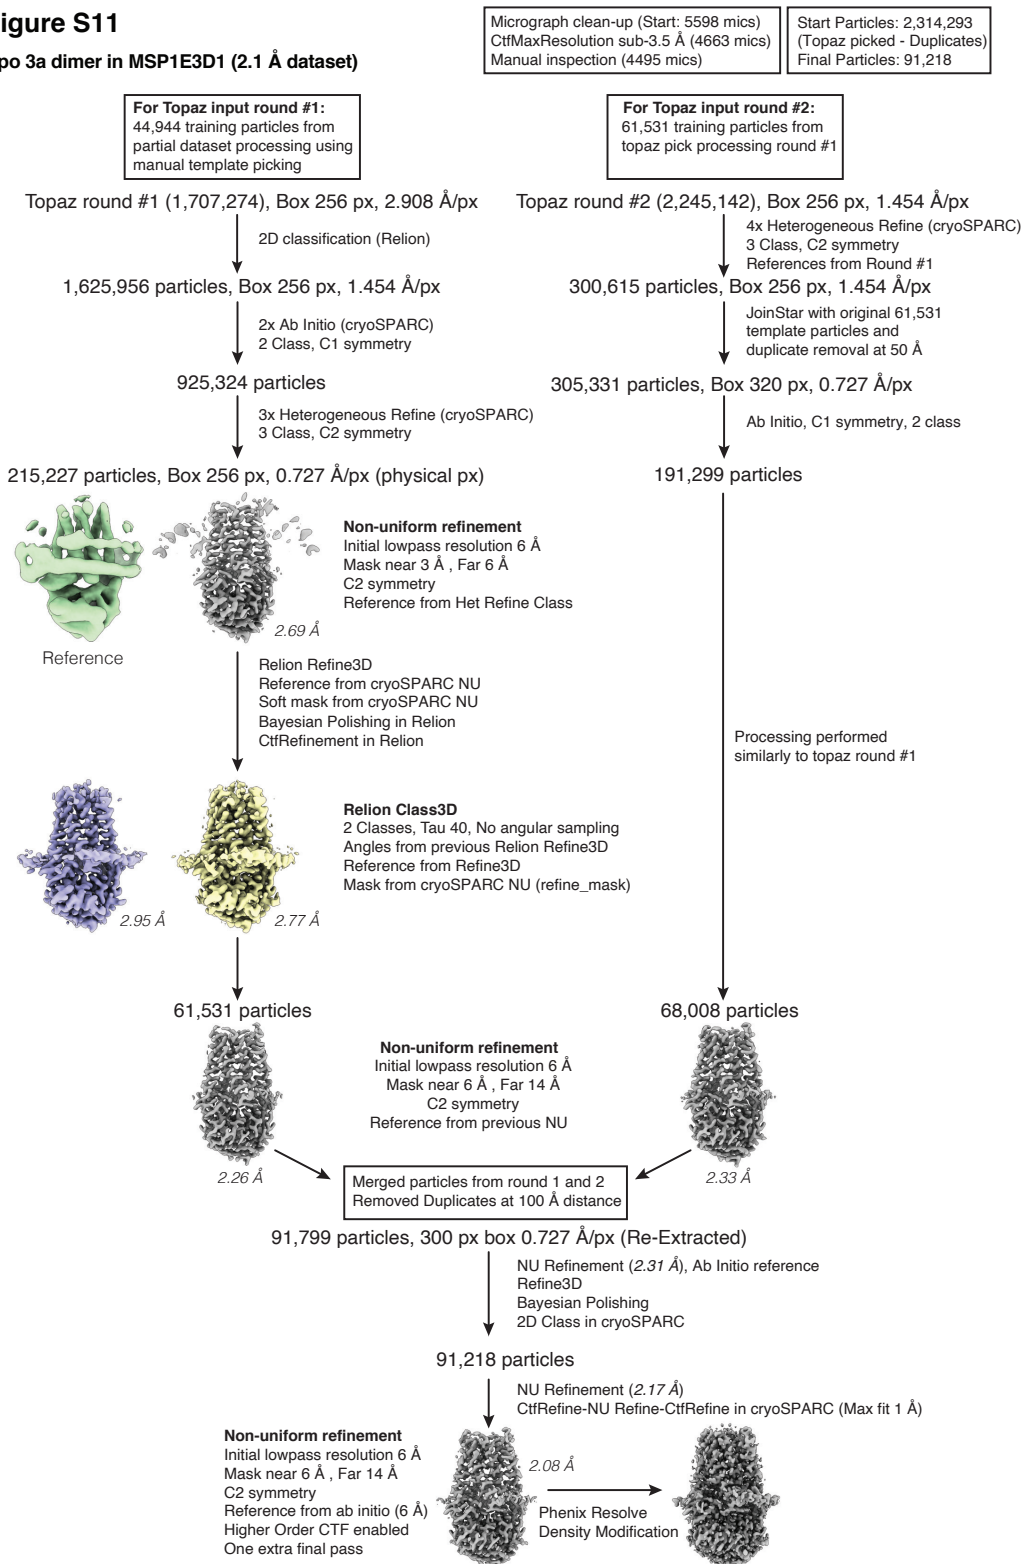 igure S11
po 3a dimer in MSP1E3D1 (2.1 Å dataset)
Micrograph clean-up (Start: 5598 mics)
CtfMaxResolution sub-3.5 Å (4663 mics)
Manual inspection (4495 mics)
Start Particles: 2,314,293
(Topaz picked - Duplicates)
Final Particles: 91,218
For Topaz input round #1:
44,944 training particles from
partial dataset processing using
manual template picking
For Topaz input round #2:
61,531 training particles from
topaz pick processing round #1
Topaz round #1 (1,707,274), Box 256 px, 2.908 Å/px
2D classification (Relion)
1,625,956 particles, Box 256 px, 1.454 Å/px
2x Ab Initio (cryoSPARC)
2 Class, C1 symmetry
925,324 particles
3x Heterogeneous Refine (cryoSPARC)
3 Class, C2 symmetry
215,227 particles, Box 256 px, 0.727 Å/px (physical px)
Topaz round #2 (2,245,142), Box 256 px, 1.454 Å/px
4x Heterogeneous Refine (cryoSPARC)
3 Class, C2 symmetry
References from Round #1
300,615 particles, Box 256 px, 1.454 Å/px
JoinStar with original 61,531
template particles and
duplicate removal at 50 Å
305,331 particles, Box 320 px, 0.727 Å/px
Ab Initio, C1 symmetry, 2 class
191,299 particles
Reference
2.69 Å
Non-uniform refinement
Initial lowpass resolution 6 Å
Mask near 3 Å , Far 6 Å
C2 symmetry
Reference from Het Refine Class
Relion Refine3D
Reference from cryoSPARC NU
Soft mask from cryoSPARC NU
Bayesian Polishing in Relion
CtfRefinement in Relion
Processing performed
similarly to topaz round #1
2.95 Å
2.77 Å
Relion Class3D
2 Classes, Tau 40, No angular sampling
Angles from previous Relion Refine3D
Reference from Refine3D
Mask from cryoSPARC NU (refine_mask)
61,531 particles
68,008 particles
Non-uniform refinement
Initial lowpass resolution 6 Å
Mask near 6 Å , Far 14 Å
C2 symmetry
Reference from previous NU
2.26 Å
2.33 Å
Merged particles from round 1 and 2
Removed Duplicates at 100 Å distance
91,799 particles, 300 px box 0.727 Å/px (Re-Extracted)
NU Refinement (2.31 Å), Ab Initio reference
Refine3D
Bayesian Polishing
2D Class in cryoSPARC
91,218 particles
NU Refinement (2.17 Å)
CtfRefine-NU Refine-CtfRefine in cryoSPARC (Max fit 1 Å)
Non-uniform refinement
Initial lowpass resolution 6 Å
Mask near 6 Å , Far 14 Å
C2 symmetry
Reference from ab initio (6 Å)
Higher Order CTF enabled
One extra final pass
2.08 Å
Phenix Resolve
Density Modification